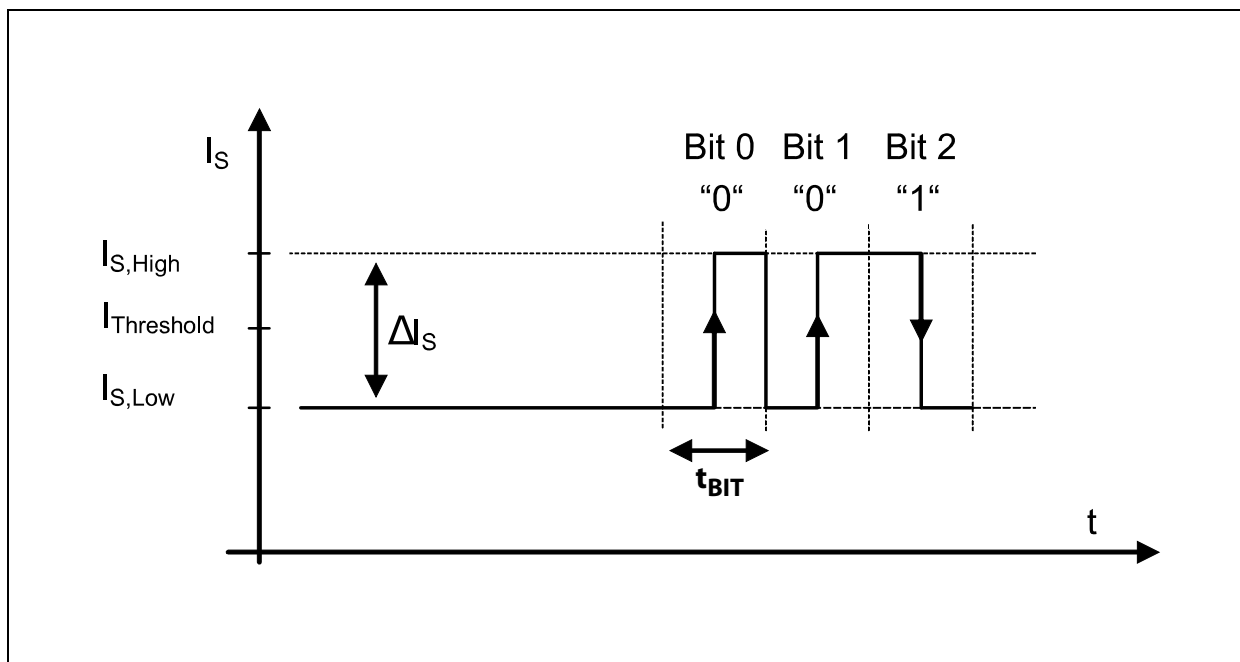 Bit 0 Bit 1 Bit 2
I_S
“0“ “0“ “1“
I_S,High
I_Threshold
ΔI_S
I_S,Low
t_BIT
t